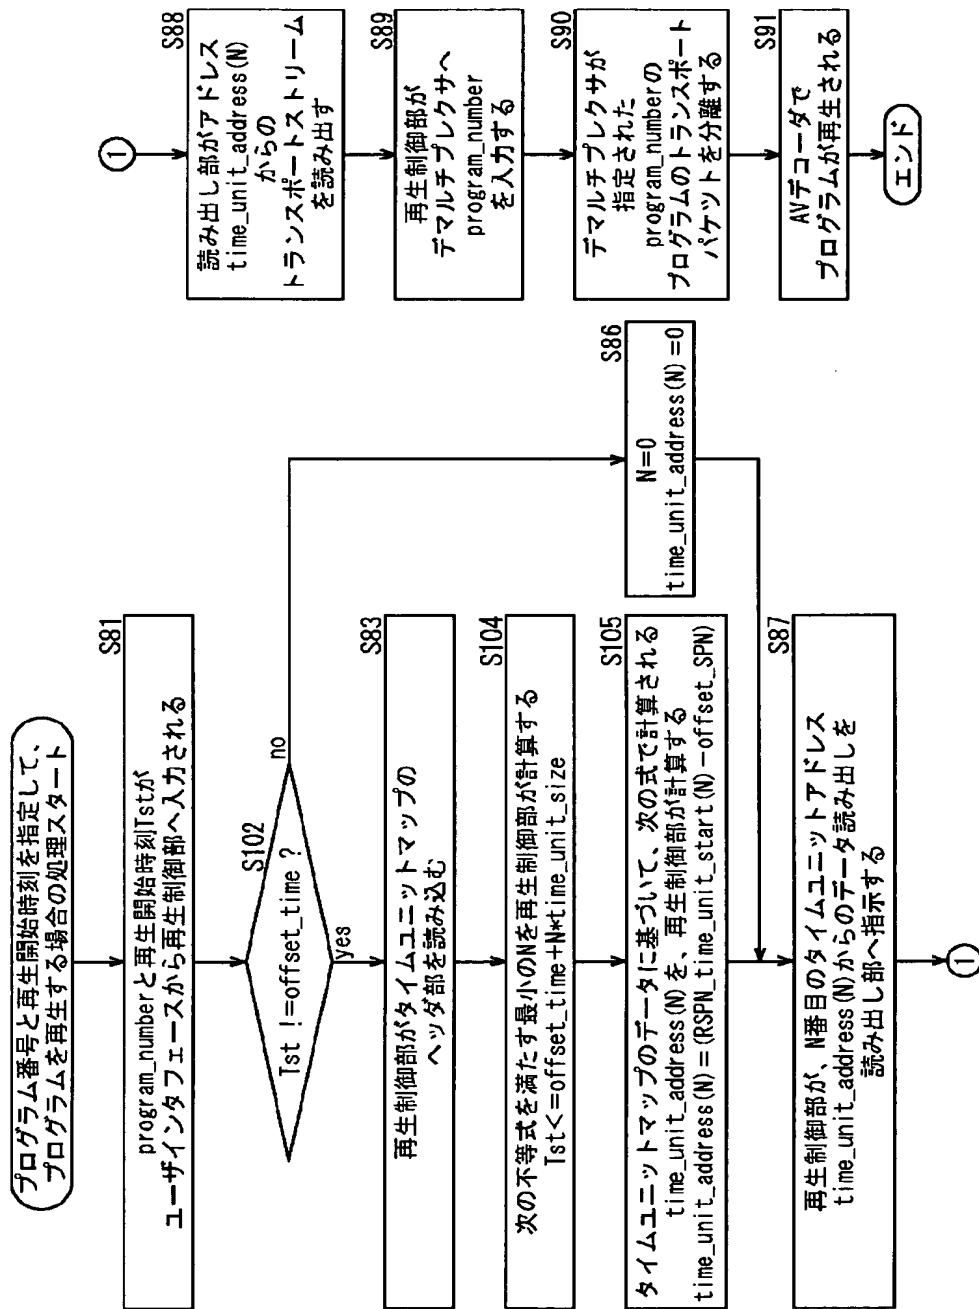 プログラム番号と再生開始時刻を指定して、
プログラムを再生する場合の処理スタート
S81
program_numberと再生開始時刻Tstが
ユーザインタフェースから再生制御部へ入力される
S102
Tst !=offset_time ?
no
yes
S83
再生制御部がタイムユニットマップの
ヘッダ部を読み込む
S104
次の不等式を満たす最小のNを再生制御部が計算する
Tst<=offset_time+N*time_unit_size
S105
タイムユニットマップのデータに基づいて、次の式で計算される
time_unit_address(N)を、再生制御部が計算する
time_unit_address(N)=(RSPN_time_unit_start(N)-offset_SPN)
S86
N=0
time_unit_address(N)=0
S87
再生制御部が、N番目のタイムユニットアドレス
time_unit_address(N)からのデータ読み出しを
読み出し部へ指示する
1
1
S88
読み出し部がアドレス
time_unit_address(N)
からの
トランスポートストリーム
を読み出す
S89
再生制御部が
デマルチプレクサへ
program_number
を入力する
S90
デマルチプレクサが
指定された
program_numberの
プログラムのトランスポート
パケットを分離する
S91
AVデコーダで
プログラムが再生される
エンド